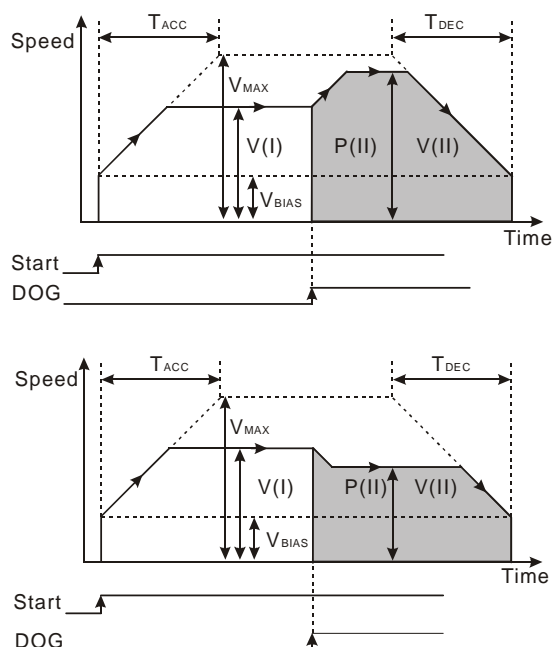 TACC
TDEC
Speed
VMAX
V(I)
P(II)
V(II)
VBIAS
Time
Start
DOG
TACC
TDEC
Speed
VMAX
V(I)
P(II)
V(II)
VBIAS
Time
Start
DOG